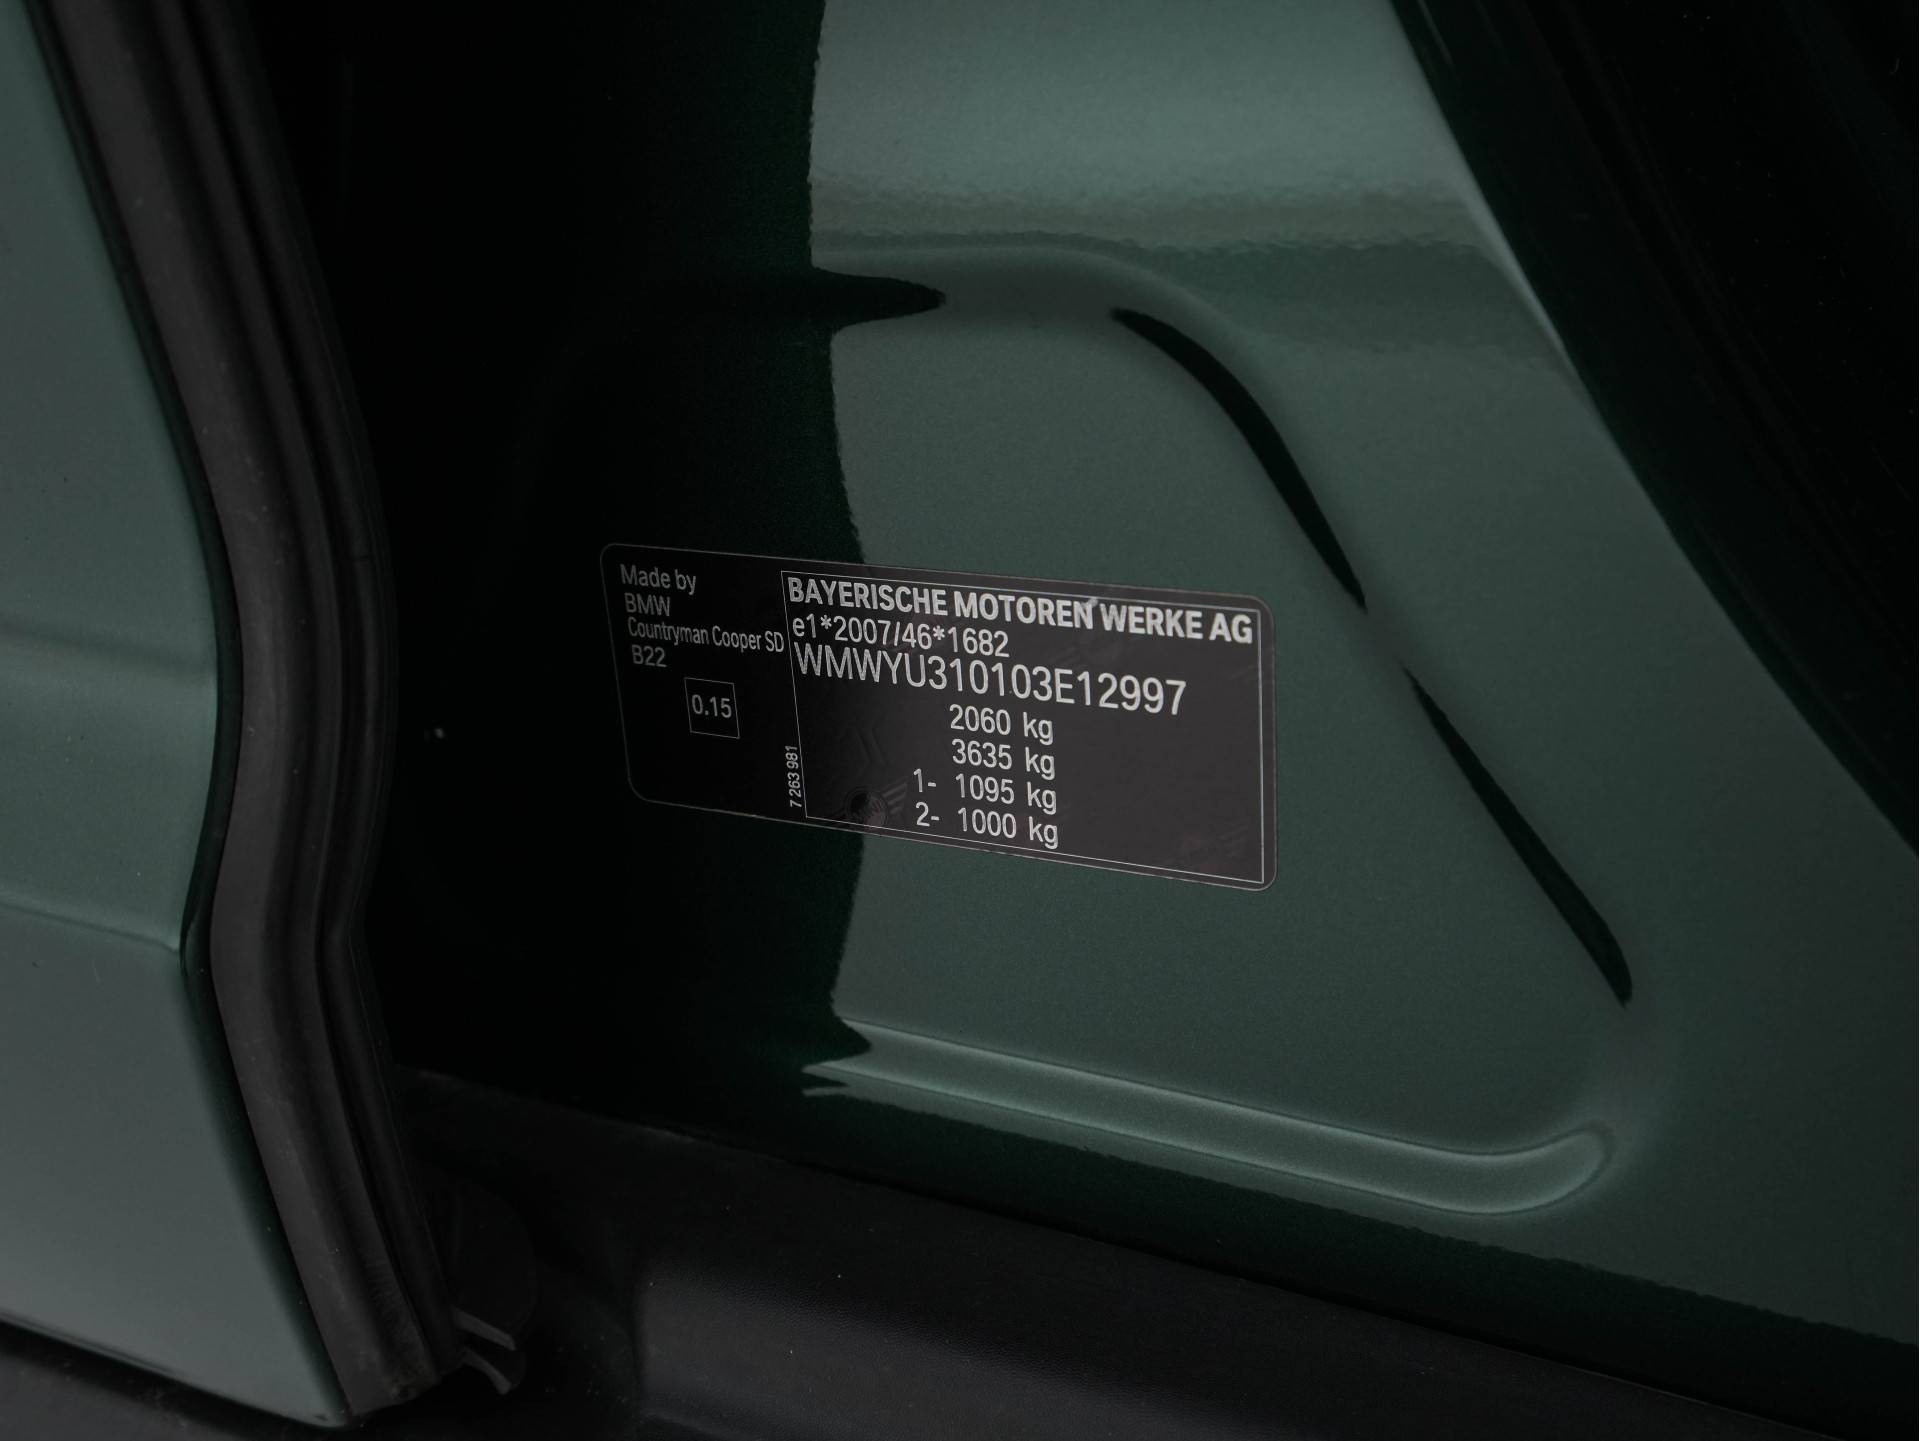 Made by
BMW
Countryman Cooper SD
B22
0.15
7 263 981
BAYERISCHE MOTOREN WERKE AG
e1*2007/46*1682
WMWYU310103E12997
2060 kg
3635 kg
1- 1095 kg
2- 1000 kg